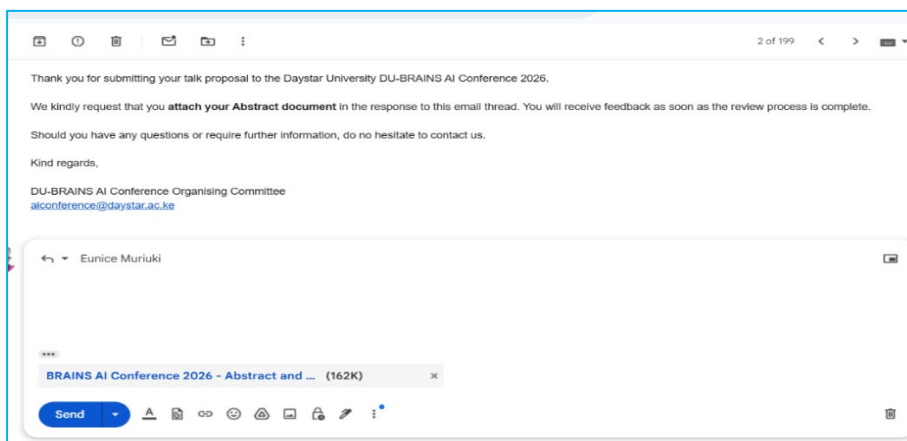 2 of 199
Thank you for submitting your talk proposal to the Daystar University DU-BRAINS AI Conference 2026.
We kindly request that you attach your Abstract document in the response to this email thread. You will receive feedback as soon as the review process is complete.
Should you have any questions or require further information, do no hesitate to contact us.
Kind regards,
DU-BRAINS AI Conference Organising Committee
aiconference@daystar.ac.ke
Eunice Muriuki
BRAINS AI Conference 2026 - Abstract and ... (162K)
Send